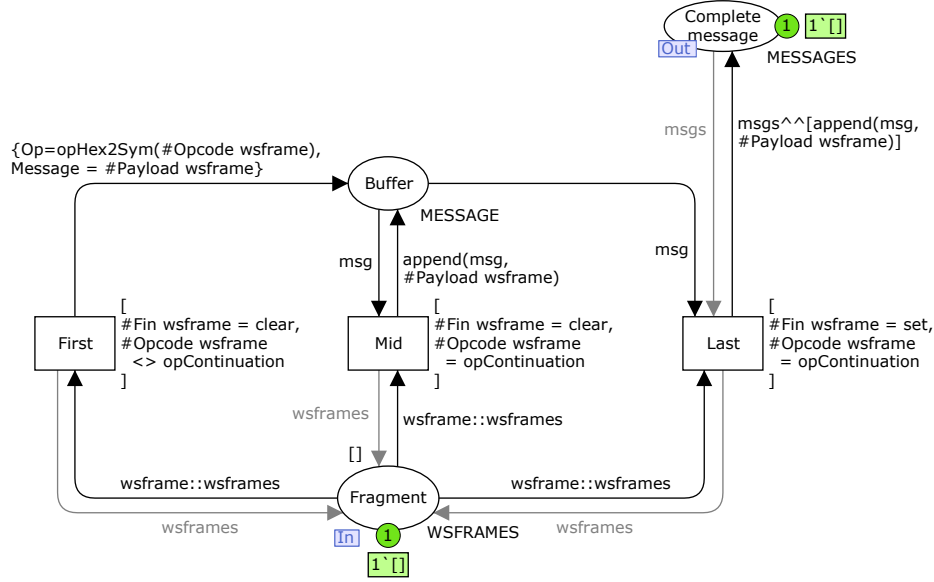 Complete
message
1
1`[]
Out
MESSAGES
msgs
msgs^^[append(msg,
#Payload wsframe)]
{Op=opHex2Sym(#Opcode wsframe),
Message = #Payload wsframe}
Buffer
MESSAGE
msg
append(msg,
#Payload wsframe)
msg
First
[
#Fin wsframe = clear,
#Opcode wsframe
<> opContinuation
]
Mid
[
#Fin wsframe = clear,
#Opcode wsframe
= opContinuation
]
Last
[
#Fin wsframe = set,
#Opcode wsframe
= opContinuation
]
wsframes
wsframe::wsframes
[]
wsframe::wsframes
Fragment
wsframe::wsframes
wsframes
In
1
WSFRAMES
wsframes
1`[]